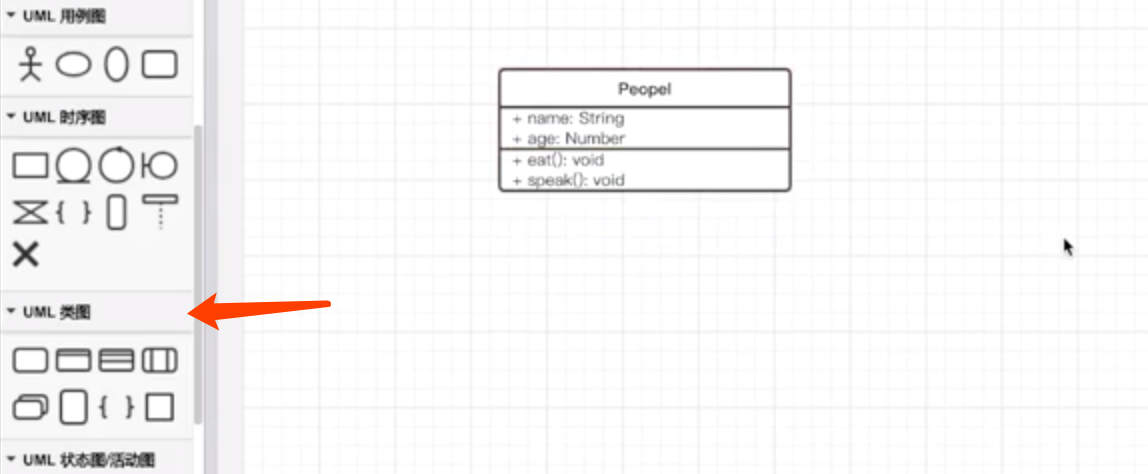 UML 用例图
UML 时序图
{ }
UML 类图
{ }
UML 状态图/活动图
Peopel
+ name: String
+ age: Number
+ eat(): void
+ speak(): void